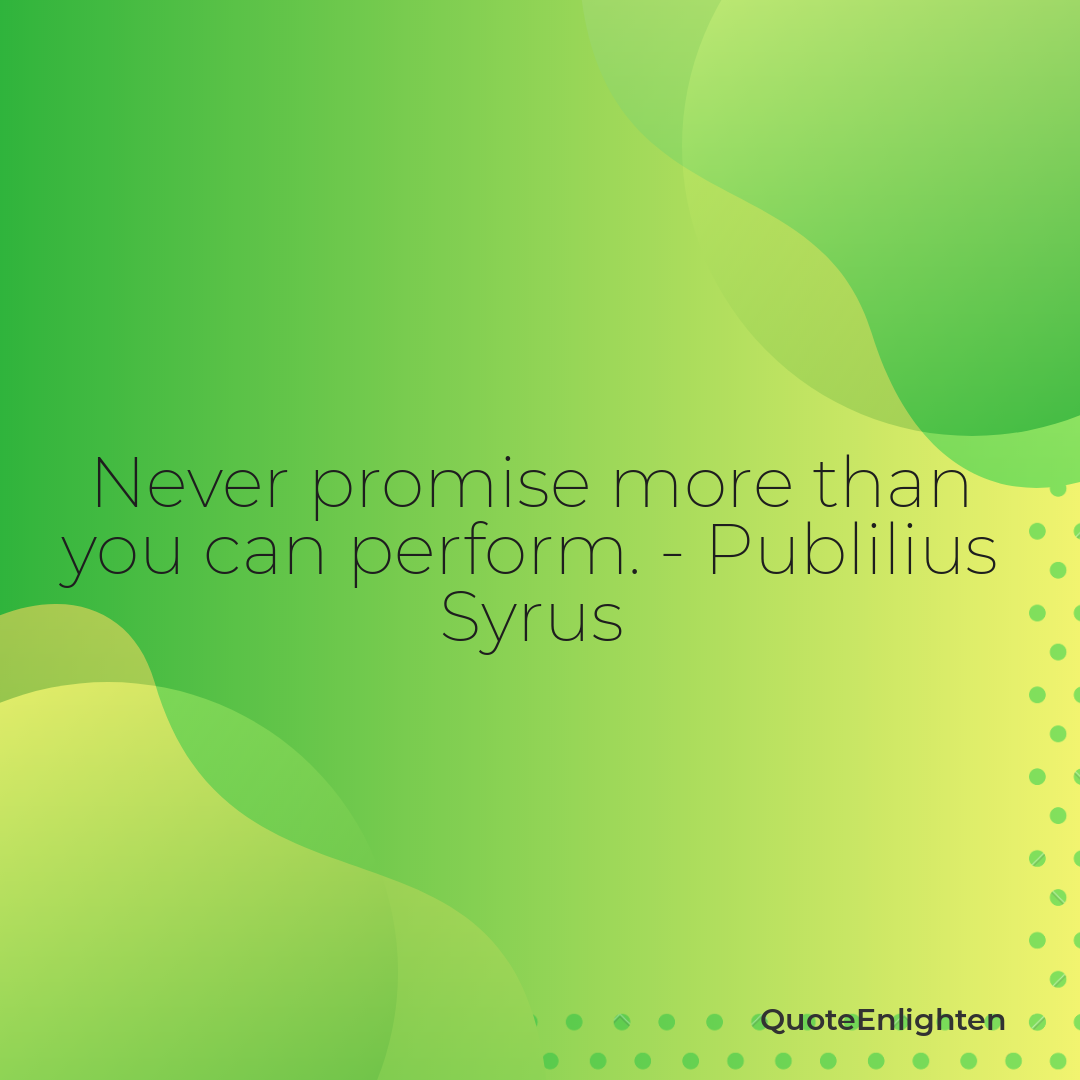 Never promise more than
you can perform. - Publilius
Syrus
QuoteEnlighten